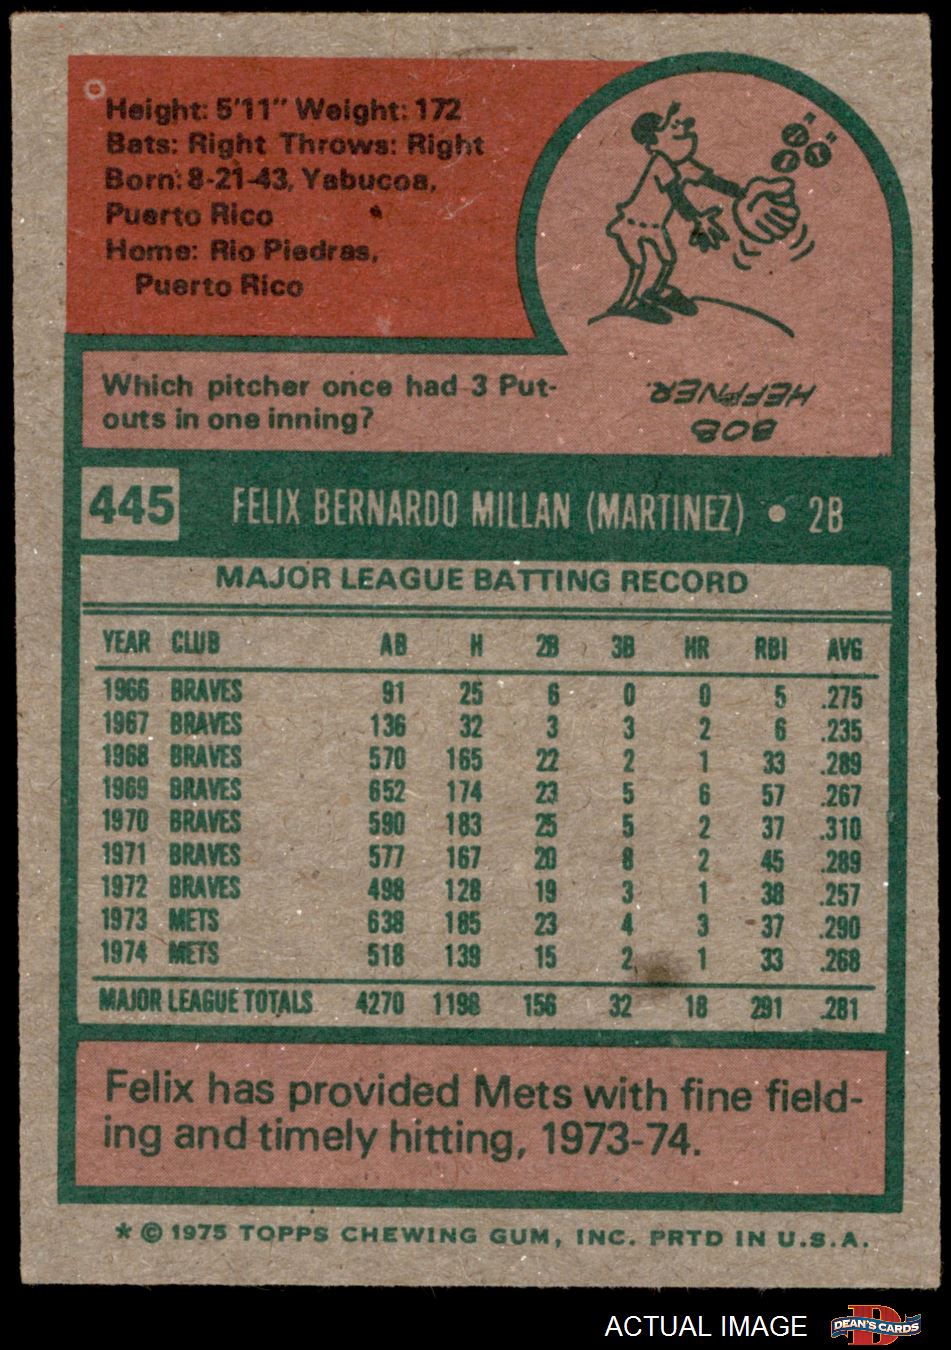 Height: 5'11" Weight: 172
Bats: Right Throws: Right
Born: 8-21-43, Yabucoa,
Puerto Rico
Home: Rio Piedras,
Puerto Rico
Which pitcher once had 3 Put-
outs in one inning?
BOB
HEFFNER.
445 FELIX BERNARDO MILLAN (MARTINEZ) • 2B
MAJOR LEAGUE BATTING RECORD
YEAR CLUB AB H 2B 3B HR RBI AVG
1966 BRAVES 91 25 6 0 0 5 .275
1967 BRAVES 136 32 3 3 2 6 .235
1968 BRAVES 570 165 22 2 1 33 .289
1969 BRAVES 652 174 23 5 6 57 .267
1970 BRAVES 590 183 25 5 2 37 .310
1971 BRAVES 577 167 20 8 2 45 .289
1972 BRAVES 498 128 19 3 1 38 .257
1973 METS 638 185 23 4 3 37 .290
1974 METS 518 139 15 2 1 33 .268
MAJOR LEAGUE TOTALS 4270 1198 156 32 18 291 .281
Felix has provided Mets with fine field-
ing and timely hitting, 1973-74.
* © 1975 TOPPS CHEWING GUM, INC. PRTD IN U.S.A.
ACTUAL IMAGE
D
DEAN'S CARDS